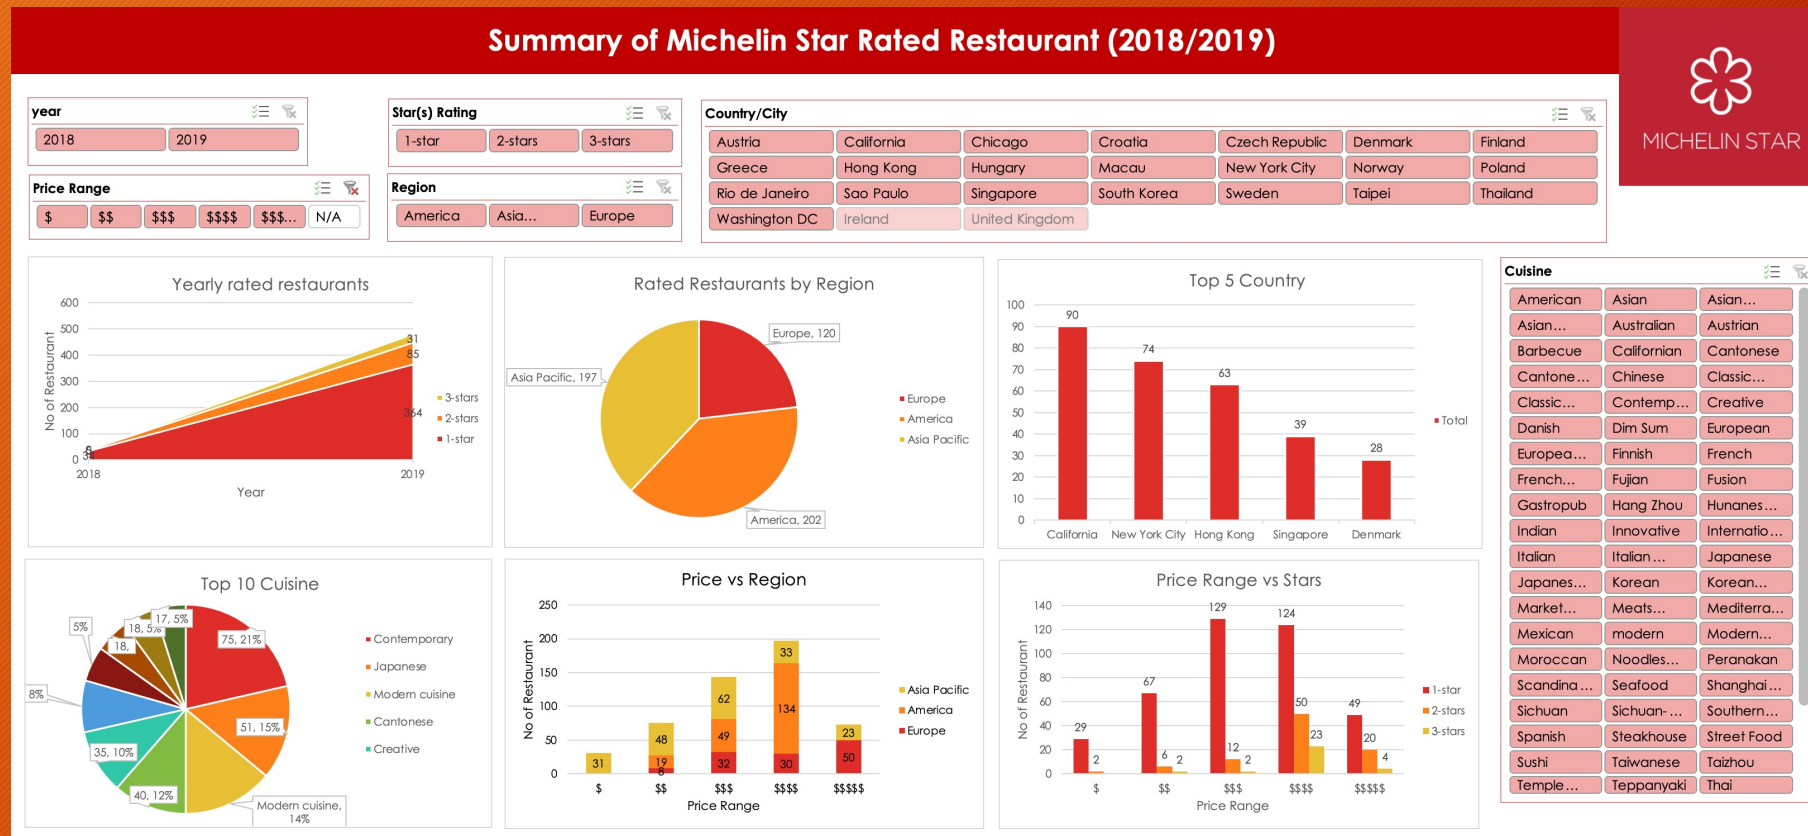 Summary of Michelin Star Rated Restaurant (2018/2019)
MICHELIN STAR
year
2018 2019
Star(s) Rating
1-star 2-stars 3-stars
Price Range
$ $$ $$$ $$$$ $$$... N/A
Region
America Asia... Europe
Country/City
Austria California Chicago Croatia Czech Republic Denmark Finland
Greece Hong Kong Hungary Macau New York City Norway Poland
Rio de Janeiro Sao Paulo Singapore South Korea Sweden Taipei Thailand
Washington DC Ireland United Kingdom
Yearly rated restaurants
No of Restaurant
600
500
400
300
200
100
0
31
85
364
2018 2019
Year
3-stars
2-stars
1-star
Rated Restaurants by Region
Europe, 120
Asia Pacific, 197
America, 202
Europe
America
Asia Pacific
Top 5 Country
100
90
80
70
60
50
40
30
20
10
0
90
74
63
39
28
California New York City Hong Kong Singapore Denmark
Total
Cuisine
American Asian Asian...
Asian... Australian Austrian
Barbecue Californian Cantonese
Cantone... Chinese Classic...
Classic... Contemp... Creative
Danish Dim Sum European
Europea... Finnish French
French... Fujian Fusion
Gastropub Hang Zhou Hunanes...
Indian Innovative Internatio...
Italian Italian ... Japanese
Japanes... Korean Korean...
Market... Meats... Mediterra...
Mexican modern Modern...
Moroccan Noodles... Peranakan
Scandina... Seafood Shanghai...
Sichuan Sichuan-... Southern...
Spanish Steakhouse Street Food
Sushi Taiwanese Taizhou
Temple... Teppanyaki Thai
Top 10 Cuisine
17, 5%
18, 5%
18,
5%
8%
75, 21%
51, 15%
35, 10%
40, 12%
Modern cuisine,
14%
Contemporary
Japanese
Modern cuisine
Cantonese
Creative
Price vs Region
No of Restaurant
250
200
150
100
50
0
31
48
19
8
62
49
32
33
134
30
23
50
$ $$ $$$ $$$$ $$$$$
Price Range
Asia Pacific
America
Europe
Price Range vs Stars
No of Restaurant
140
120
100
80
60
40
20
0
29 2
67 6 2
129 12 2
124 50 23
49 20 4
$ $$ $$$ $$$$ $$$$$
Price Range
1-star
2-stars
3-stars